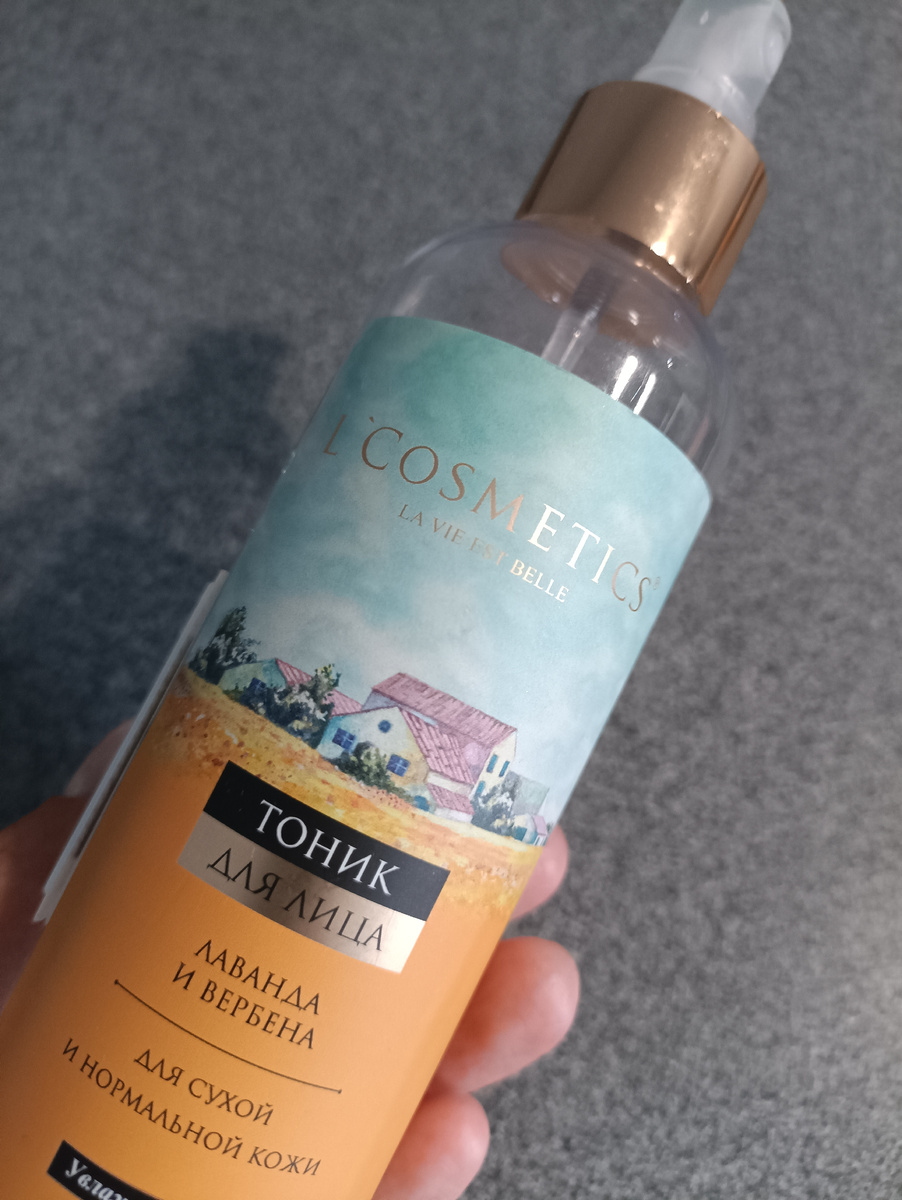 L`COSMETICS®
LA VIE EST BELLE
ТОНИК
ДЛЯ ЛИЦА
ЛАВАНДА
И ВЕРБЕНА
ДЛЯ СУХОЙ
И НОРМАЛЬНОЙ КОЖИ